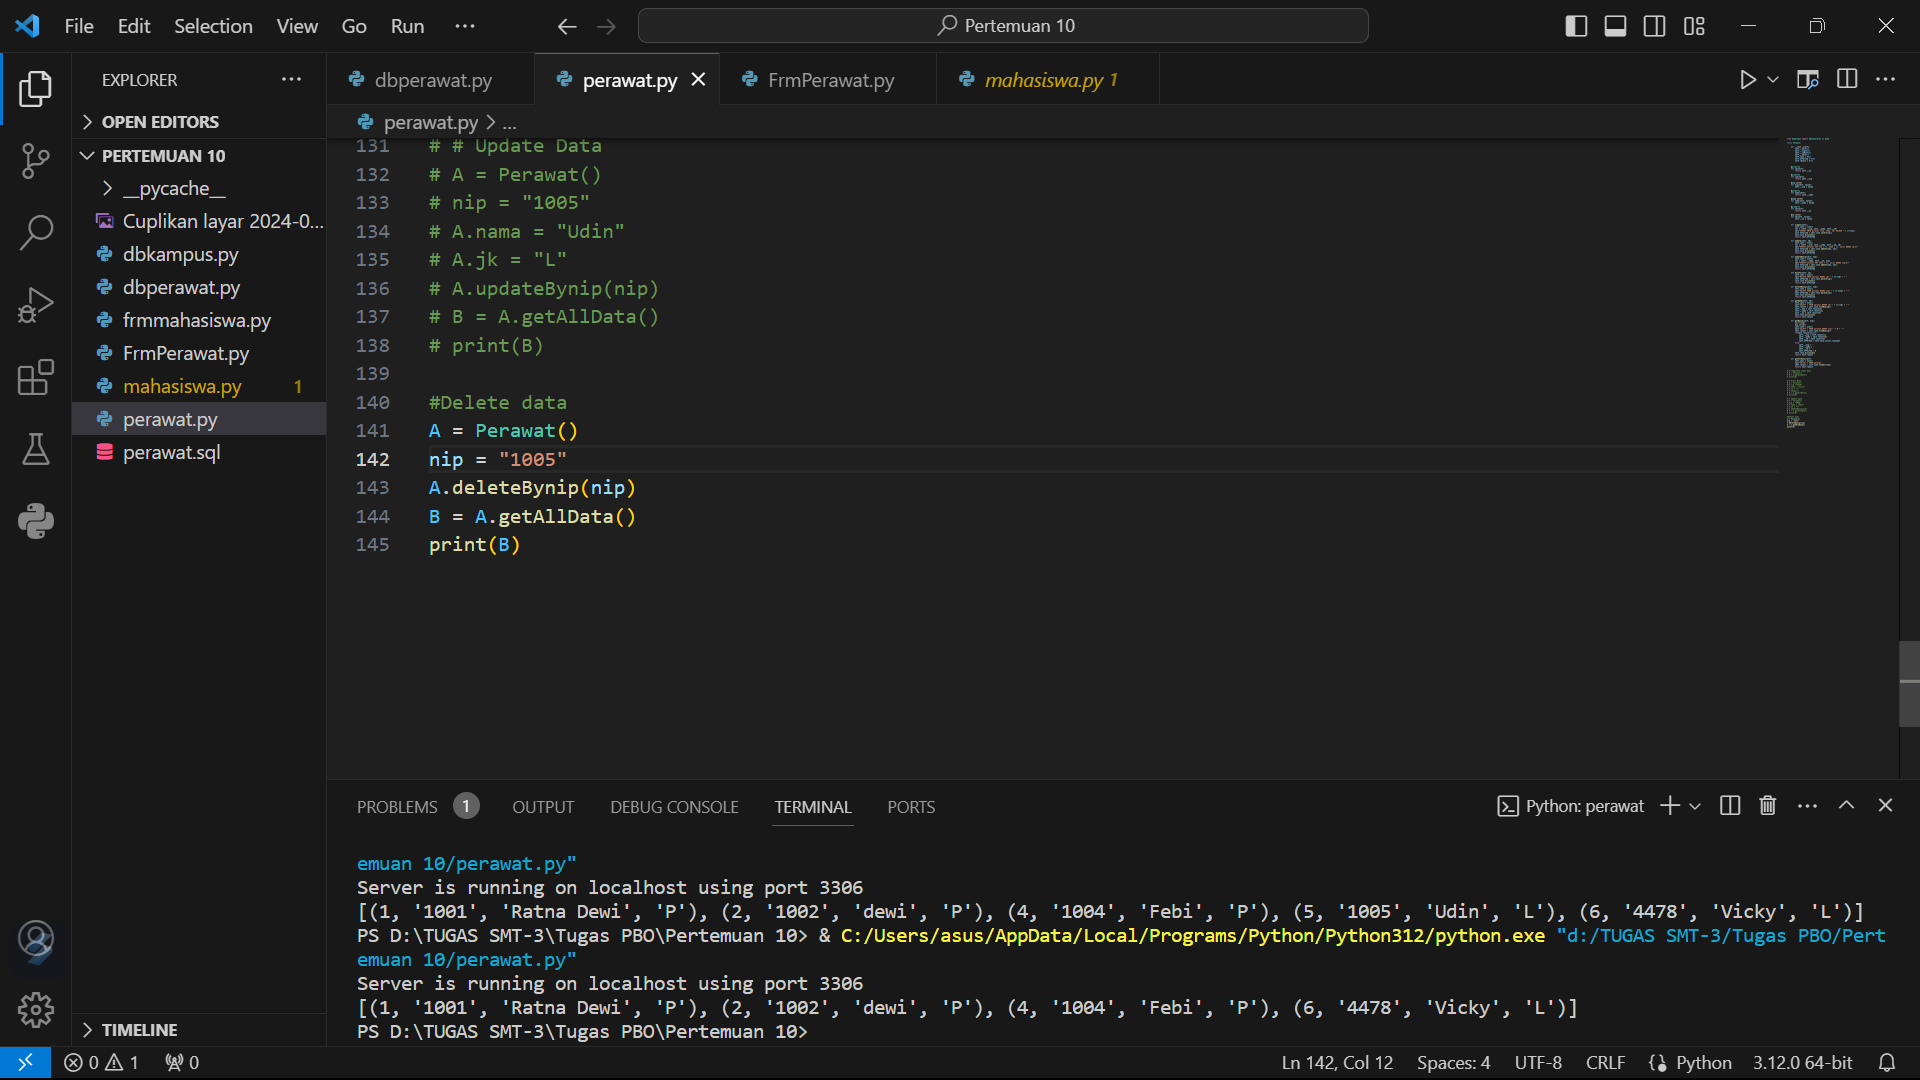 File Edit Selection View Go Run ··· Pertemuan 10
EXPLORER ···
OPEN EDITORS
PERTEMUAN 10
__pycache__
Cuplikan layar 2024-0...
dbkampus.py
dbperawat.py
frmmahasiswa.py
FrmPerawat.py
mahasiswa.py 1
perawat.py
perawat.sql
TIMELINE
dbperawat.py perawat.py FrmPerawat.py mahasiswa.py 1
perawat.py > ...
131 # # Update Data
132 # A = Perawat()
133 # nip = "1005"
134 # A.nama = "Udin"
135 # A.jk = "L"
136 # A.updateBynip(nip)
137 # B = A.getAllData()
138 # print(B)
139
140 #Delete data
141 A = Perawat()
142 nip = "1005"
143 A.deleteBynip(nip)
144 B = A.getAllData()
145 print(B)
PROBLEMS 1 OUTPUT DEBUG CONSOLE TERMINAL PORTS Python: perawat ···
emuan 10/perawat.py"
Server is running on localhost using port 3306
[(1, '1001', 'Ratna Dewi', 'P'), (2, '1002', 'dewi', 'P'), (4, '1004', 'Febi', 'P'), (5, '1005', 'Udin', 'L'), (6, '4478', 'Vicky', 'L')]
PS D:\TUGAS SMT-3\Tugas PBO\Pertemuan 10> & C:/Users/asus/AppData/Local/Programs/Python/Python312/python.exe "d:/TUGAS SMT-3/Tugas PBO/Pert
emuan 10/perawat.py"
Server is running on localhost using port 3306
[(1, '1001', 'Ratna Dewi', 'P'), (2, '1002', 'dewi', 'P'), (4, '1004', 'Febi', 'P'), (6, '4478', 'Vicky', 'L')]
PS D:\TUGAS SMT-3\Tugas PBO\Pertemuan 10>
0 1 0 Ln 142, Col 12 Spaces: 4 UTF-8 CRLF Python 3.12.0 64-bit